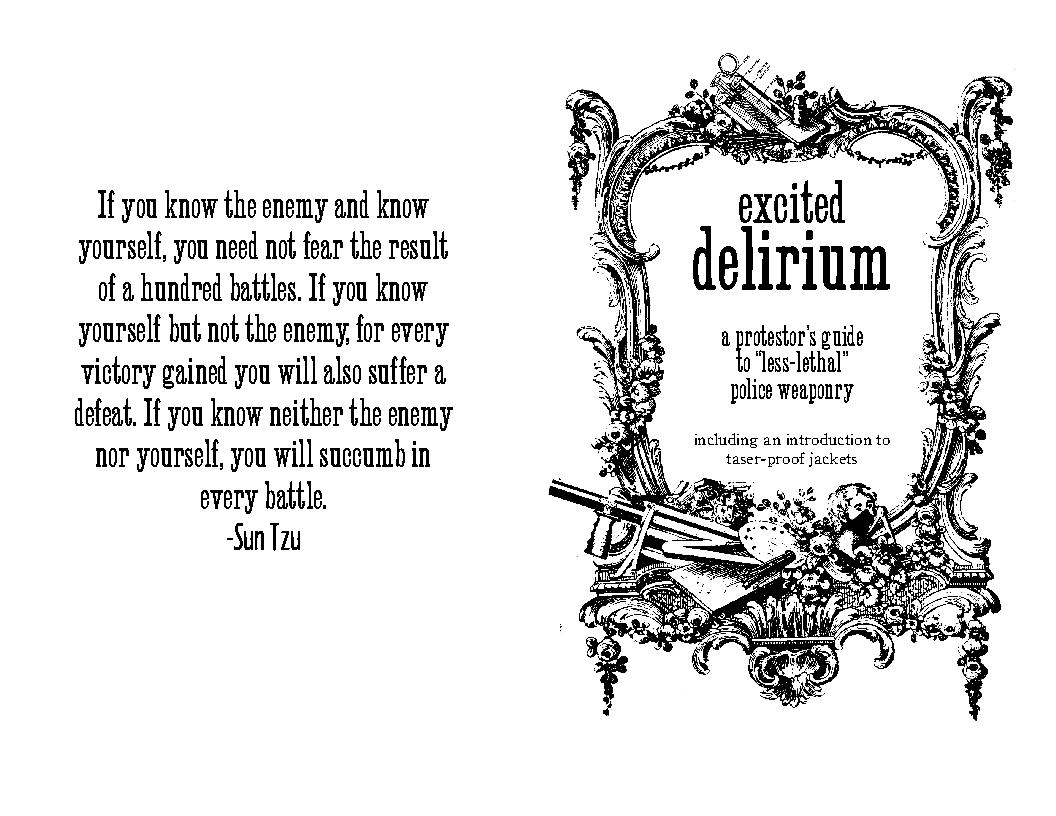 If you know the enemy and know
yourself, you need not fear the result
of a hundred battles. If you know
yourself but not the enemy, for every
victory gained you will also suffer a
defeat. If you know neither the enemy
nor yourself, you will succumb in
every battle.
-Sun Tzu
excited
delirium
a protestor's guide
to "less-lethal"
police weaponry
including an introduction to
taser-proof jackets